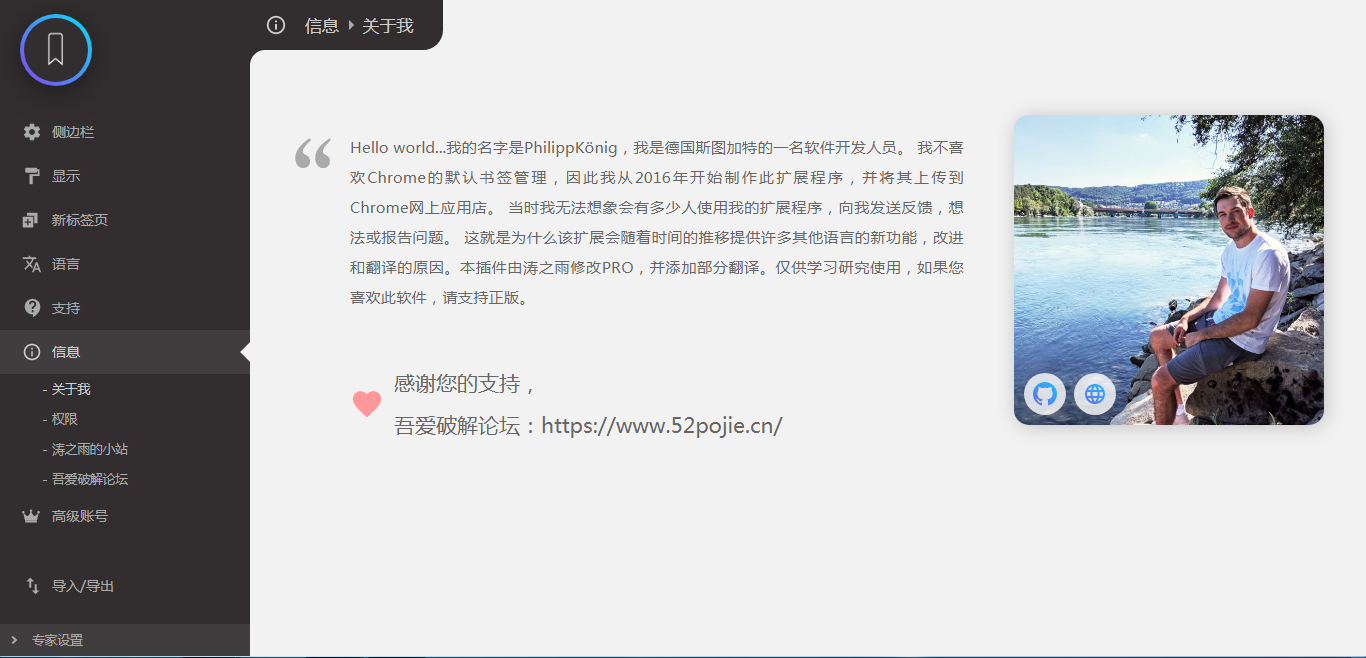 信息 关于我
侧边栏
显示
新标签页
语言
支持
信息
- 关于我
- 权限
- 涛之雨的小站
- 吾爱破解论坛
高级账号
导入/导出
专家设置
Hello world...我的名字是PhilippKönig，我是德国斯图加特的一名软件开发人员。 我不喜
欢Chrome的默认书签管理，因此我从2016年开始制作此扩展程序，并将其上传到
Chrome网上应用店。 当时我无法想象会有多少人使用我的扩展程序，向我发送反馈，想
法或报告问题。 这就是为什么该扩展会随着时间的推移提供许多其他语言的新功能，改进
和翻译的原因。本插件由涛之雨修改PRO，并添加部分翻译。仅供学习研究使用，如果您
喜欢此软件，请支持正版。
感谢您的支持，
吾爱破解论坛：https://www.52pojie.cn/